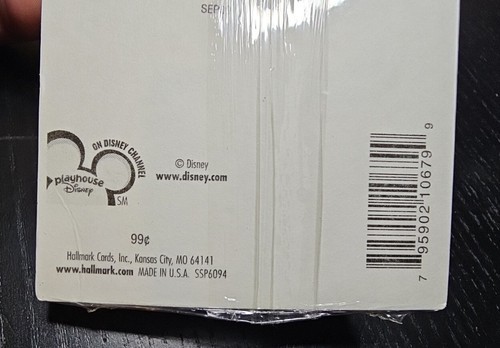 SEP
ON DISNEY CHANNEL
playhouse
Disney
SM
© Disney
www.disney.com
99¢
Hallmark Cards, Inc., Kansas City, MO 64141
www.hallmark.com MADE IN U.S.A. SSP6094
7 95902 10679 9